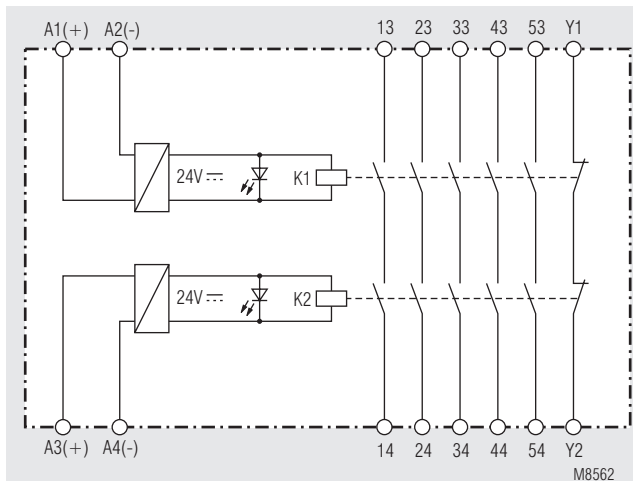 A1(+) A2(-) 13 23 33 43 53 Y1
24V K1
24V K2
A3(+) A4(-) 14 24 34 44 54 Y2
M8562